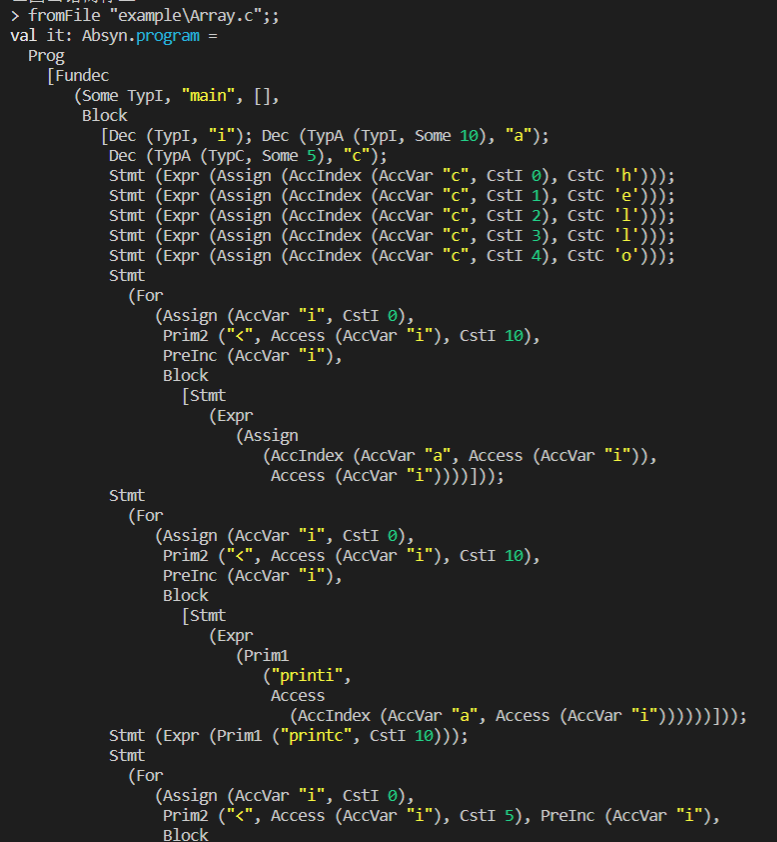 > fromFile "example\Array.c";;
val it: Absyn.program =
  Prog
    [Fundec
       (Some TypI, "main", [],
        Block
          [Dec (TypI, "i"); Dec (TypA (TypI, Some 10), "a");
           Dec (TypA (TypC, Some 5), "c");
           Stmt (Expr (Assign (AccIndex (AccVar "c", CstI 0), CstC 'h')));
           Stmt (Expr (Assign (AccIndex (AccVar "c", CstI 1), CstC 'e')));
           Stmt (Expr (Assign (AccIndex (AccVar "c", CstI 2), CstC 'l')));
           Stmt (Expr (Assign (AccIndex (AccVar "c", CstI 3), CstC 'l')));
           Stmt (Expr (Assign (AccIndex (AccVar "c", CstI 4), CstC 'o')));
           Stmt
             (For
                (Assign (AccVar "i", CstI 0),
                 Prim2 ("<", Access (AccVar "i"), CstI 10),
                 PreInc (AccVar "i"),
                 Block
                   [Stmt
                      (Expr
                         (Assign
                            (AccIndex (AccVar "a", Access (AccVar "i")),
                             Access (AccVar "i"))))]));
           Stmt
             (For
                (Assign (AccVar "i", CstI 0),
                 Prim2 ("<", Access (AccVar "i"), CstI 10),
                 PreInc (AccVar "i"),
                 Block
                   [Stmt
                      (Expr
                         (Prim1
                            ("printi",
                             Access
                               (AccIndex (AccVar "a", Access (AccVar "i"))))))]));
           Stmt (Expr (Prim1 ("printc", CstI 10)));
           Stmt
             (For
                (Assign (AccVar "i", CstI 0),
                 Prim2 ("<", Access (AccVar "i"), CstI 5), PreInc (AccVar "i"),
                 Block